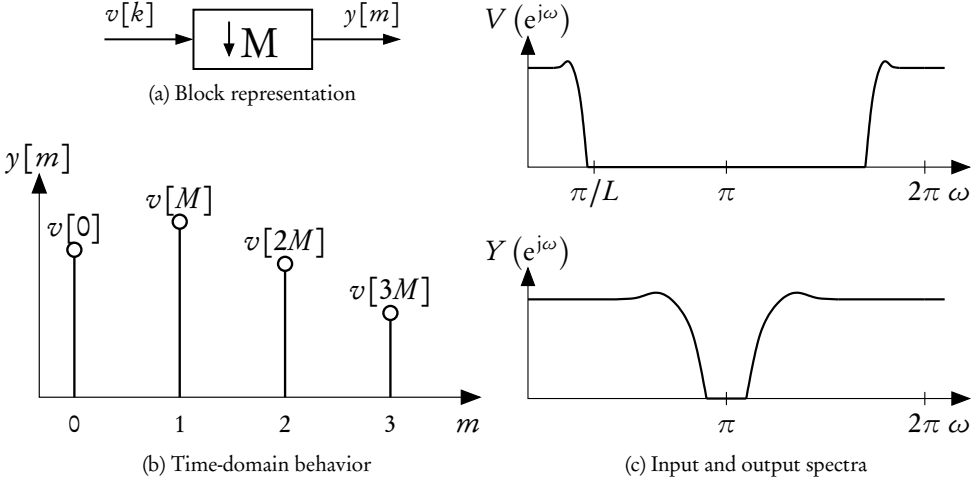 v[k]
↓M
y[m]
(a) Block representation
y[m]
v[0]
v[M]
v[2M]
v[3M]
0 1 2 3 m
(b) Time-domain behavior
V (e^{jω})
π/L π 2π ω
Y (e^{jω})
π 2π ω
(c) Input and output spectra